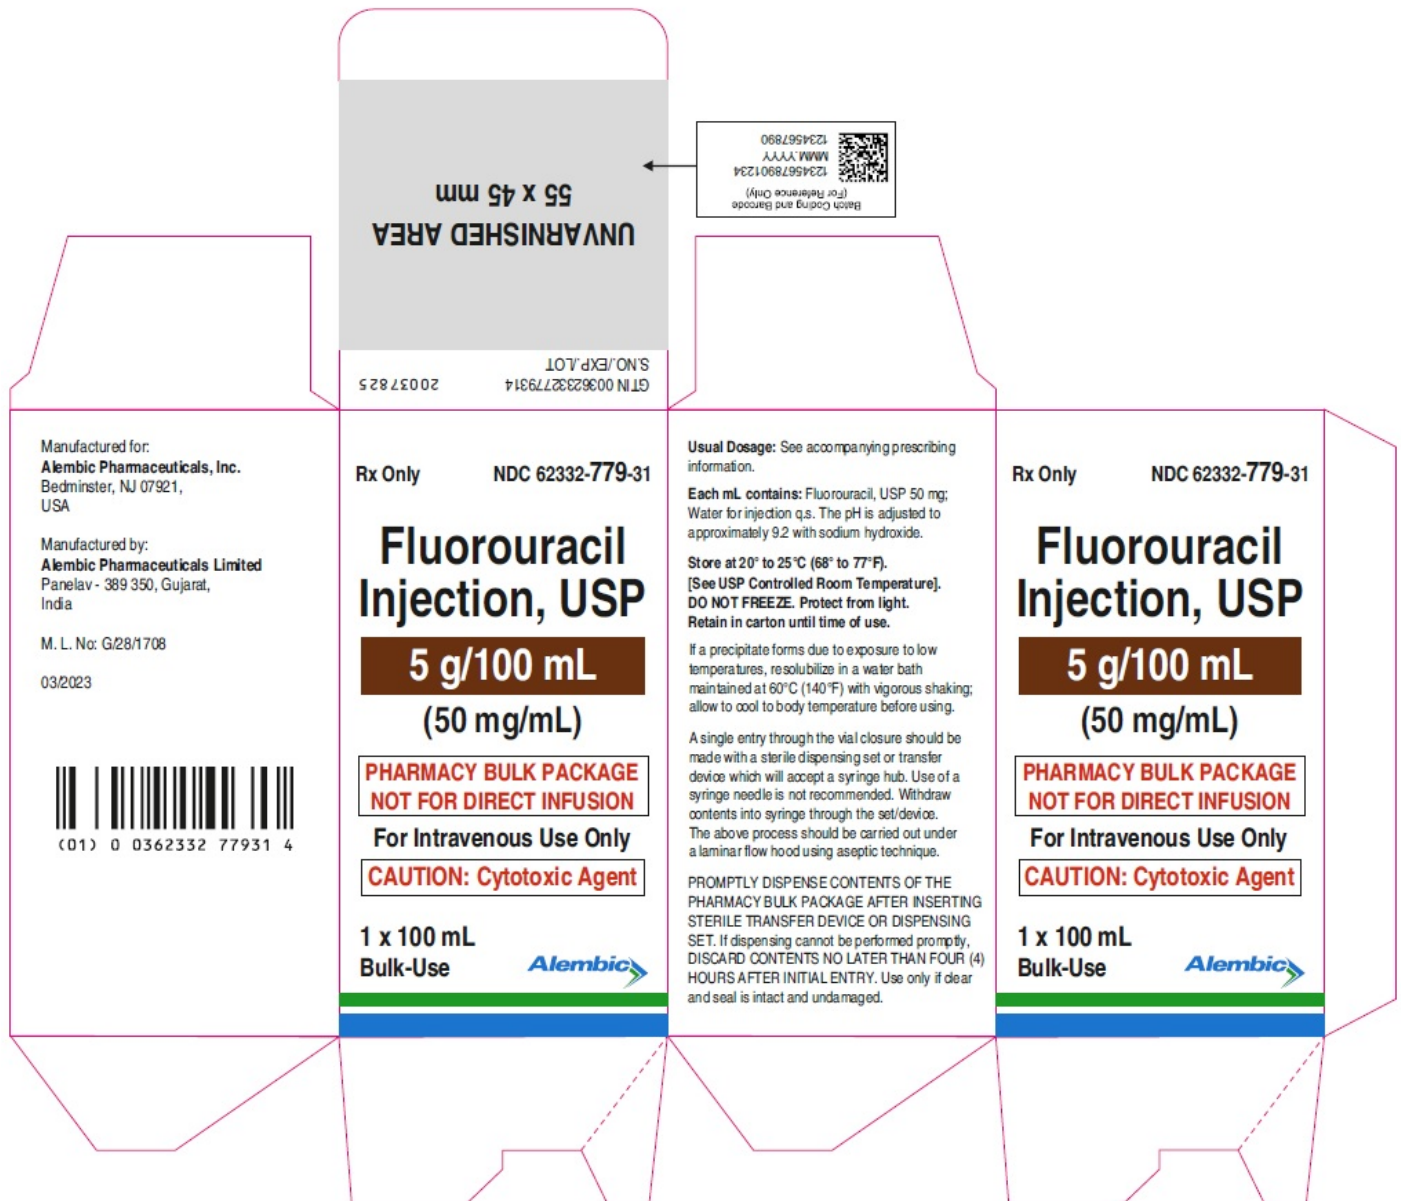 UNVARNISHED AREA
55 x 45 mm
Batch Coding and Barcode
(For Reference Only)
12345678901234
MMM.YYYY
1234567890
GTIN 00362332779314 2003782​5
S.NO./EXP./LOT
Manufactured for:
Alembic Pharmaceuticals, Inc.
Bedminster, NJ 07921,
USA
Manufactured by:
Alembic Pharmaceuticals Limited
Panelav - 389 350, Gujarat,
India
M. L. No: G/28/1708
03/2023
(01) 0 0362332 77931 4
Rx Only NDC 62332-779-31
Fluorouracil
Injection, USP
5 g/100 mL
(50 mg/mL)
PHARMACY BULK PACKAGE
NOT FOR DIRECT INFUSION
For Intravenous Use Only
CAUTION: Cytotoxic Agent
1 x 100 mL
Bulk-Use
Alembic
Usual Dosage: See accompanying prescribing
information.
Each mL contains: Fluorouracil, USP 50 mg;
Water for injection q.s. The pH is adjusted to
approximately 9.2 with sodium hydroxide.
Store at 20° to 25°C (68° to 77°F).
[See USP Controlled Room Temperature].
DO NOT FREEZE. Protect from light.
Retain in carton until time of use.
If a precipitate forms due to exposure to low
temperatures, resolubilize in a water bath
maintained at 60°C (140°F) with vigorous shaking;
allow to cool to body temperature before using.
A single entry through the vial closure should be
made with a sterile dispensing set or transfer
device which will accept a syringe hub. Use of a
syringe needle is not recommended. Withdraw
contents into syringe through the set/device.
The above process should be carried out under
a laminar flow hood using aseptic technique.
PROMPTLY DISPENSE CONTENTS OF THE
PHARMACY BULK PACKAGE AFTER INSERTING
STERILE TRANSFER DEVICE OR DISPENSING
SET. If dispensing cannot be performed promptly,
DISCARD CONTENTS NO LATER THAN FOUR (4)
HOURS AFTER INITIAL ENTRY. Use only if clear
and seal is intact and undamaged.
Rx Only NDC 62332-779-31
Fluorouracil
Injection, USP
5 g/100 mL
(50 mg/mL)
PHARMACY BULK PACKAGE
NOT FOR DIRECT INFUSION
For Intravenous Use Only
CAUTION: Cytotoxic Agent
1 x 100 mL
Bulk-Use
Alembic